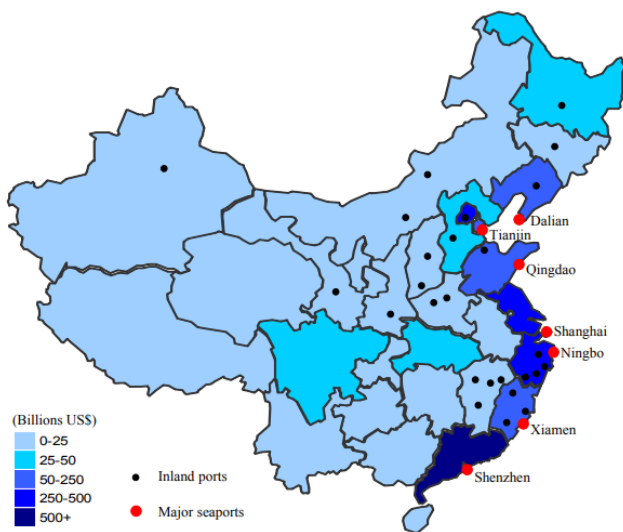 Dalian
Tianjin
Qingdao
Shanghai
Ningbo
Xiamen
Shenzhen
(Billions US$)
0-25
25-50
50-250
250-500
500+
Inland ports
Major seaports